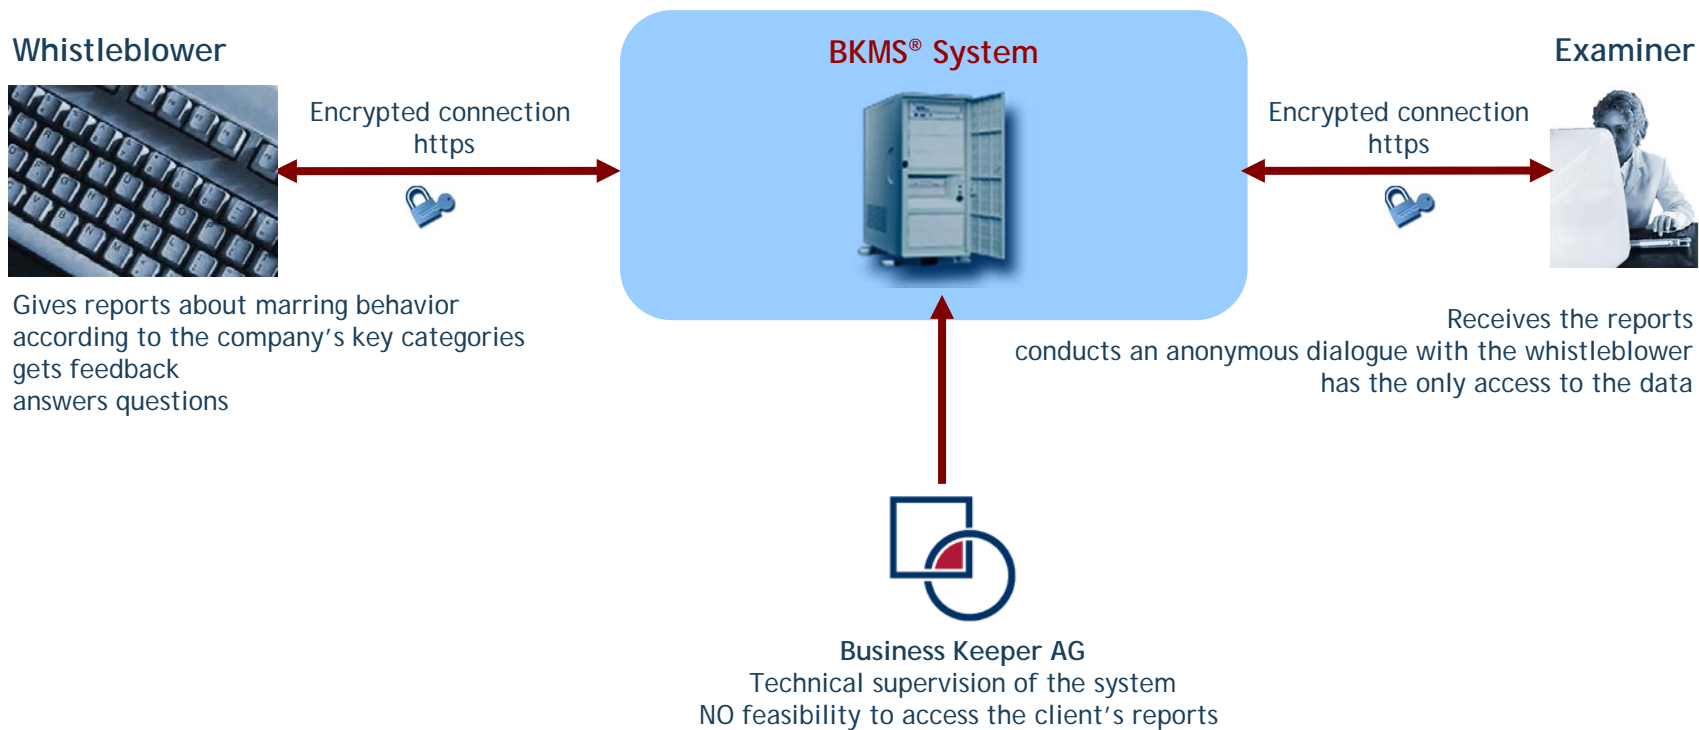 Whistleblower
BKMS® System
Examiner
Encrypted connection
https
Encrypted connection
https
Gives reports about marring behavior
according to the company's key categories
gets feedback
answers questions
Receives the reports
conducts an anonymous dialogue with the whistleblower
has the only access to the data
Business Keeper AG
Technical supervision of the system
NO feasibility to access the client's reports